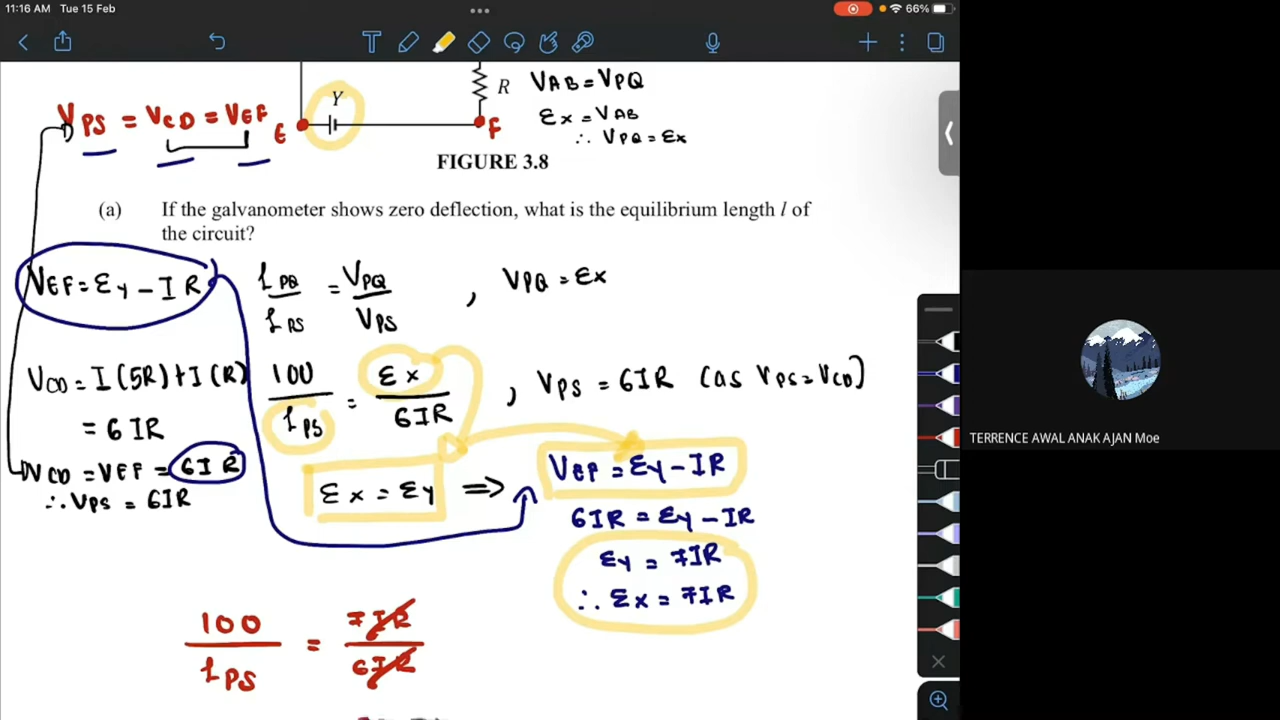 11:16 AM Tue 15 Feb
66%
T
Y
R
VAB = VPQ
VPS = VCD = VEF
E
F
Ex = VAB
∴ VPQ = Ex
FIGURE 3.8
(a) If the galvanometer shows zero deflection, what is the equilibrium length l of
the circuit?
VEF = EY - IR
lPQ / lPS = VPQ / VPS , VPQ = Ex
VCD = I(5R) + I(R)
= 6IR
100 / lPS = Ex / 6IR , VPS = 6IR (as VPS = VCD)
VCD = VEF = 6IR
∴ VPS = 6IR
Ex = EY ⇒ VEF = EY - IR
6IR = EY - IR
EY = 7IR
∴ Ex = 7IR
100 / lPS = 7IR / 6IR
TERRENCE AWAL ANAK AJAN Moe